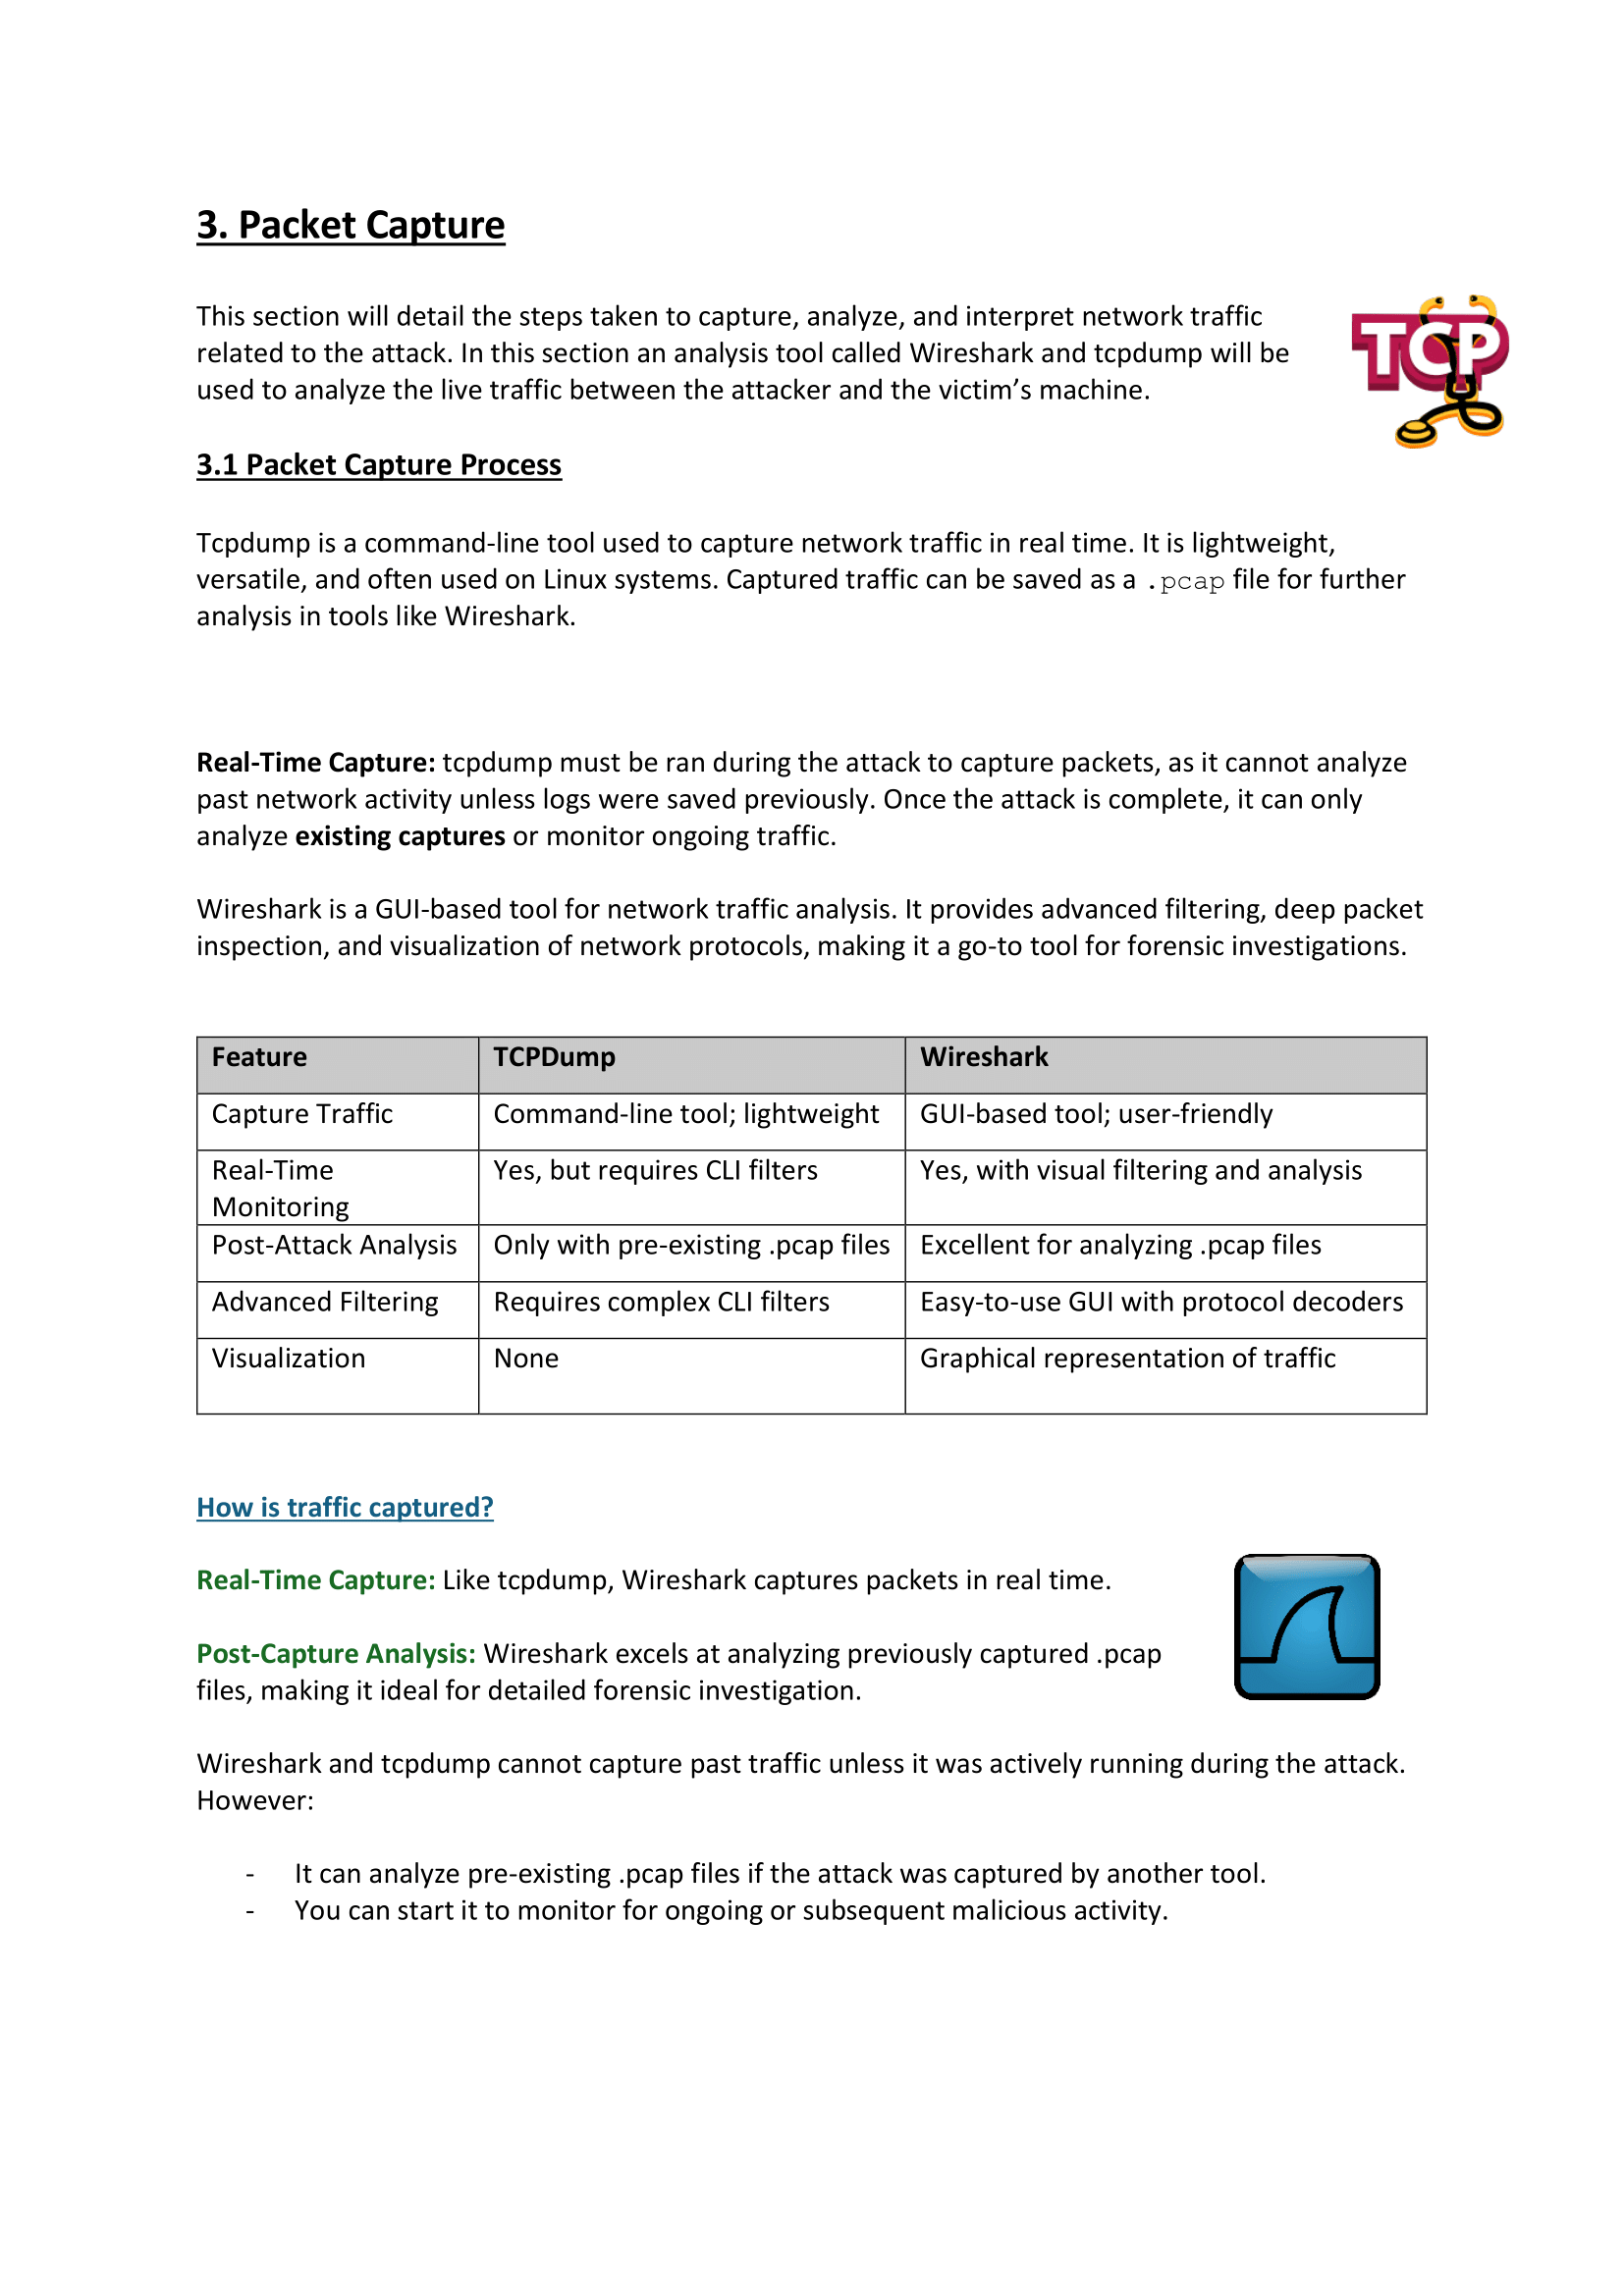 3. Packet Capture
This section will detail the steps taken to capture, analyze, and interpret network traffic
related to the attack. In this section an analysis tool called Wireshark and tcpdump will be
used to analyze the live traffic between the attacker and the victim’s machine.
TCP
3.1 Packet Capture Process
Tcpdump is a command-line tool used to capture network traffic in real time. It is lightweight,
versatile, and often used on Linux systems. Captured traffic can be saved as a .pcap file for further
analysis in tools like Wireshark.
Real-Time Capture: tcpdump must be ran during the attack to capture packets, as it cannot analyze
past network activity unless logs were saved previously. Once the attack is complete, it can only
analyze existing captures or monitor ongoing traffic.
Wireshark is a GUI-based tool for network traffic analysis. It provides advanced filtering, deep packet
inspection, and visualization of network protocols, making it a go-to tool for forensic investigations.
Feature TCPDump Wireshark
Capture Traffic Command-line tool; lightweight GUI-based tool; user-friendly
Real-Time Yes, but requires CLI filters Yes, with visual filtering and analysis
Monitoring
Post-Attack Analysis Only with pre-existing .pcap files Excellent for analyzing .pcap files
Advanced Filtering Requires complex CLI filters Easy-to-use GUI with protocol decoders
Visualization None Graphical representation of traffic
How is traffic captured?
Real-Time Capture: Like tcpdump, Wireshark captures packets in real time.
Post-Capture Analysis: Wireshark excels at analyzing previously captured .pcap
files, making it ideal for detailed forensic investigation.
Wireshark and tcpdump cannot capture past traffic unless it was actively running during the attack.
However:
- It can analyze pre-existing .pcap files if the attack was captured by another tool.
- You can start it to monitor for ongoing or subsequent malicious activity.